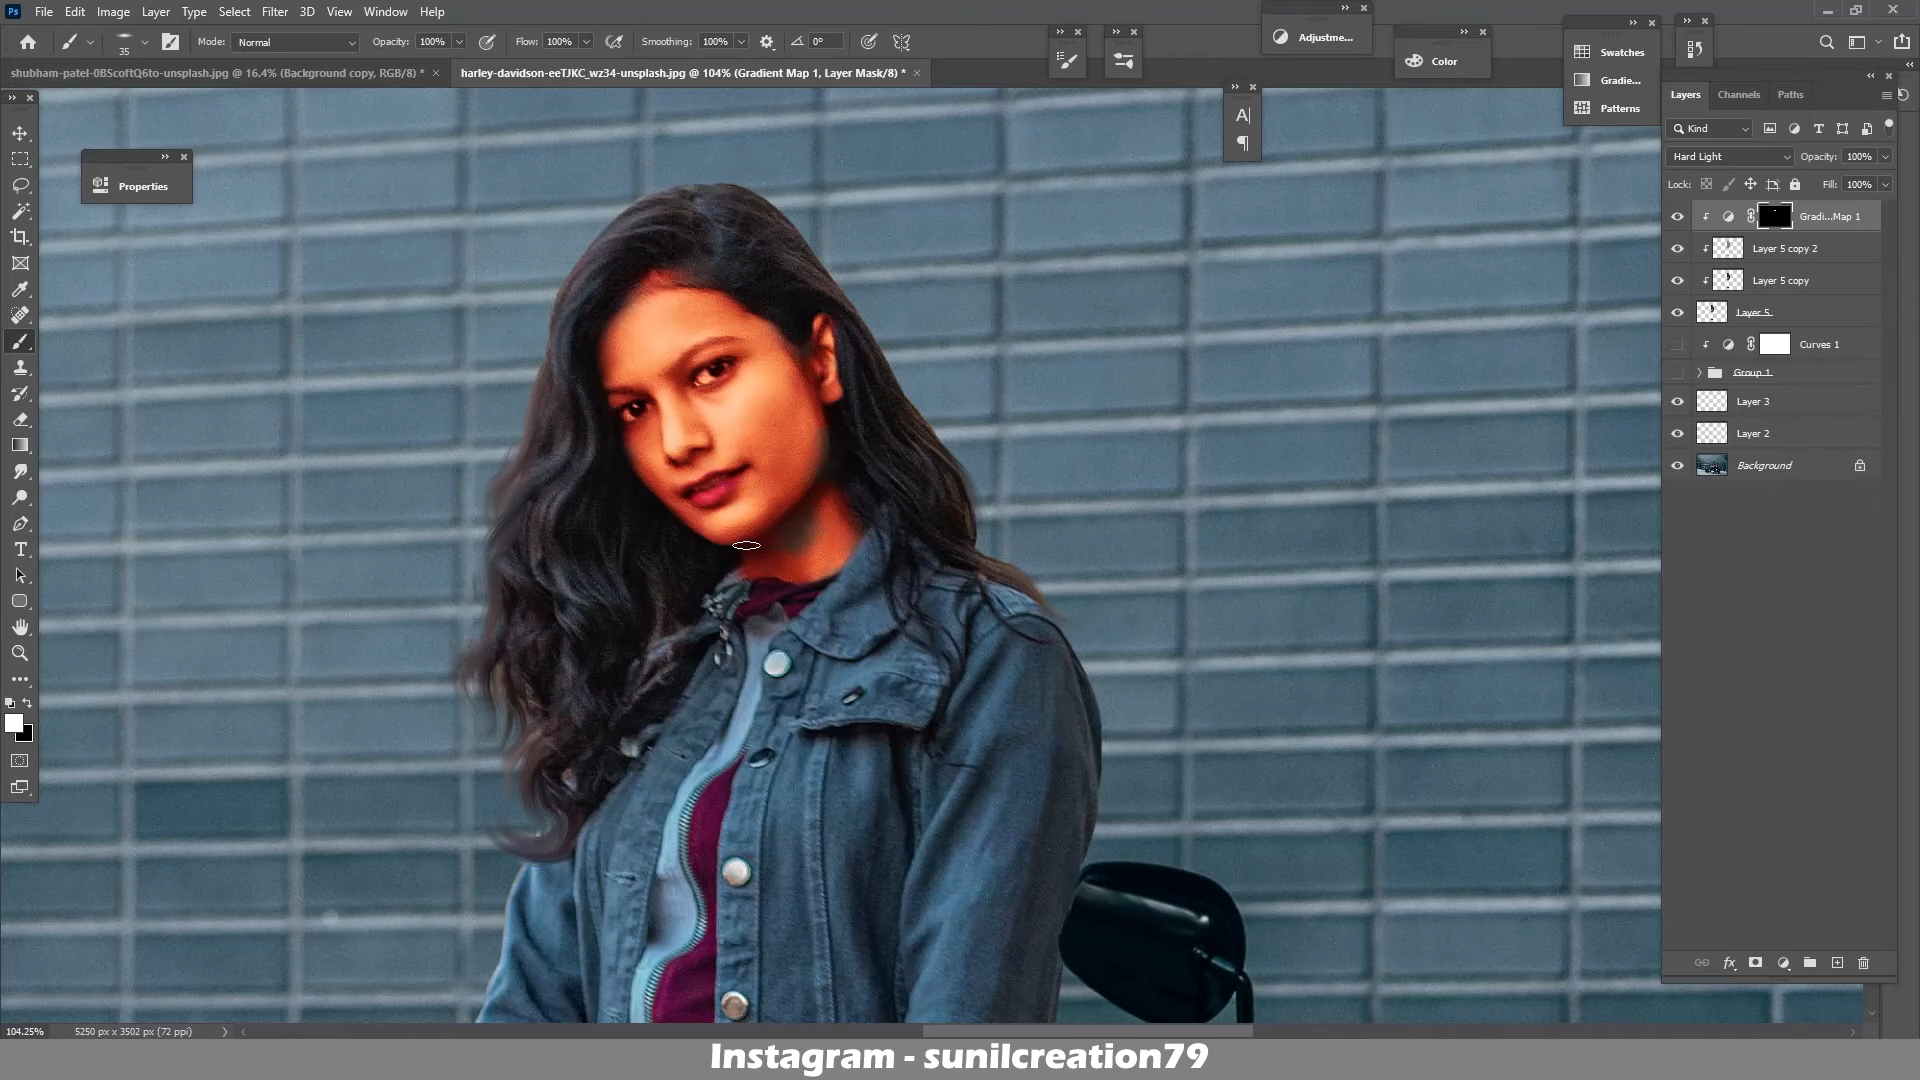 Ps File Edit Image Layer Type Select Filter 3D View Window Help
35 Mode: Normal Opacity: 100% Flow: 100% Smoothing: 100% 0°
shubham-patel-0BScoftQ6to-unsplash.jpg @ 16.4% (Background copy, RGB/8) *
harley-davidson-eeTJKC_wz34-unsplash.jpg @ 104% (Gradient Map 1, Layer Mask/8) *
Adjustme...
Color
Swatches
Gradie...
Patterns
Properties
Layers Channels Paths
Kind
Hard Light Opacity: 100%
Lock: Fill: 100%
Gradi...Map 1
Layer 5 copy 2
Layer 5 copy
Layer 5
Curves 1
Group 1
Layer 3
Layer 2
Background
fx
104.25% 5250 px x 3502 px (72 ppi)
Instagram - sunilcreation79